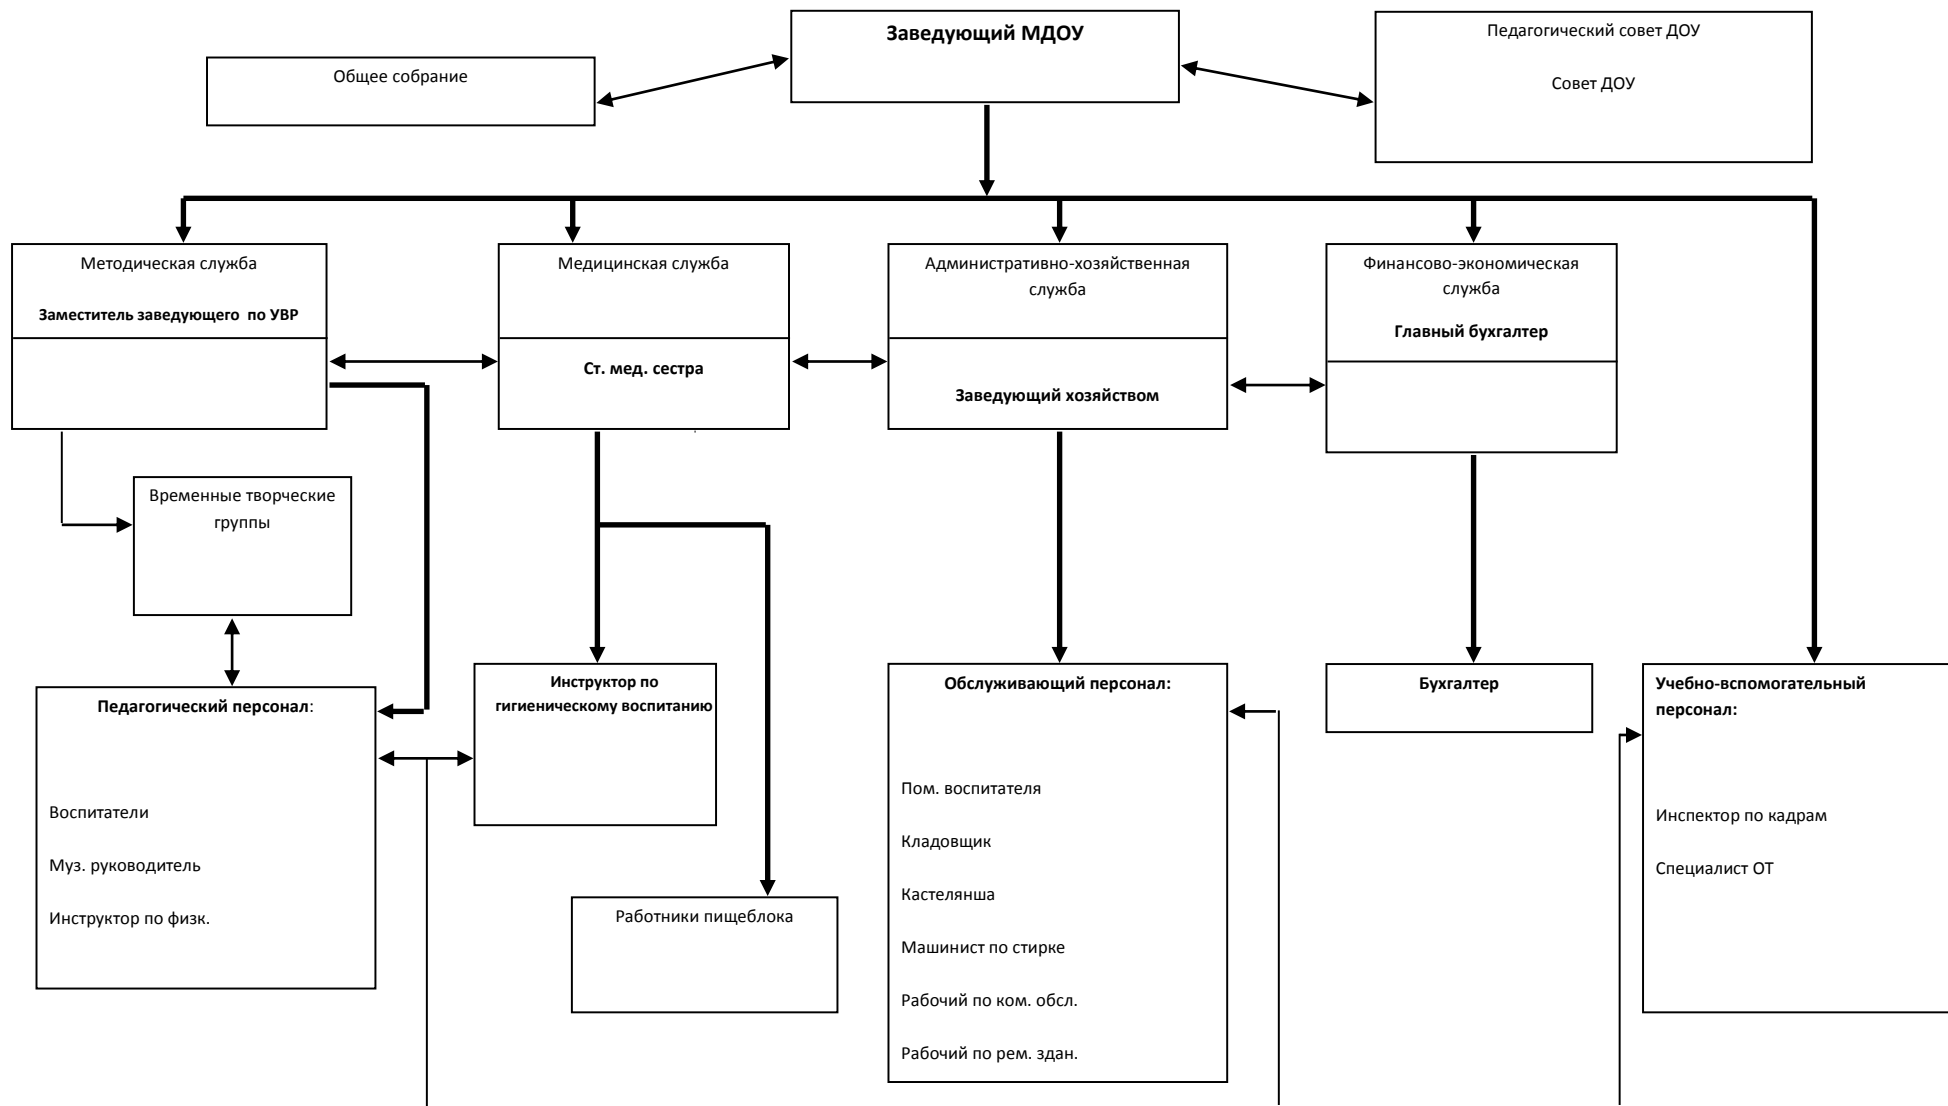 Заведующий МДОУ
Общее собрание
Педагогический совет ДОУ
Совет ДОУ
Методическая служба
Заместитель заведующего по УВР
Медицинская служба
Ст. мед. сестра
Административно-хозяйственная
служба
Заведующий хозяйством
Финансово-экономическая
служба
Главный бухгалтер
Временные творческие
группы
Педагогический персонал:
Воспитатели
Муз. руководитель
Инструктор по физк.
Инструктор по
гигиеническому воспитанию
Работники пищеблока
Обслуживающий персонал:
Пом. воспитателя
Кладовщик
Кастелянша
Машинист по стирке
Рабочий по ком. обсл.
Рабочий по рем. здан.
Бухгалтер
Учебно-вспомогательный
персонал:
Инспектор по кадрам
Специалист ОТ